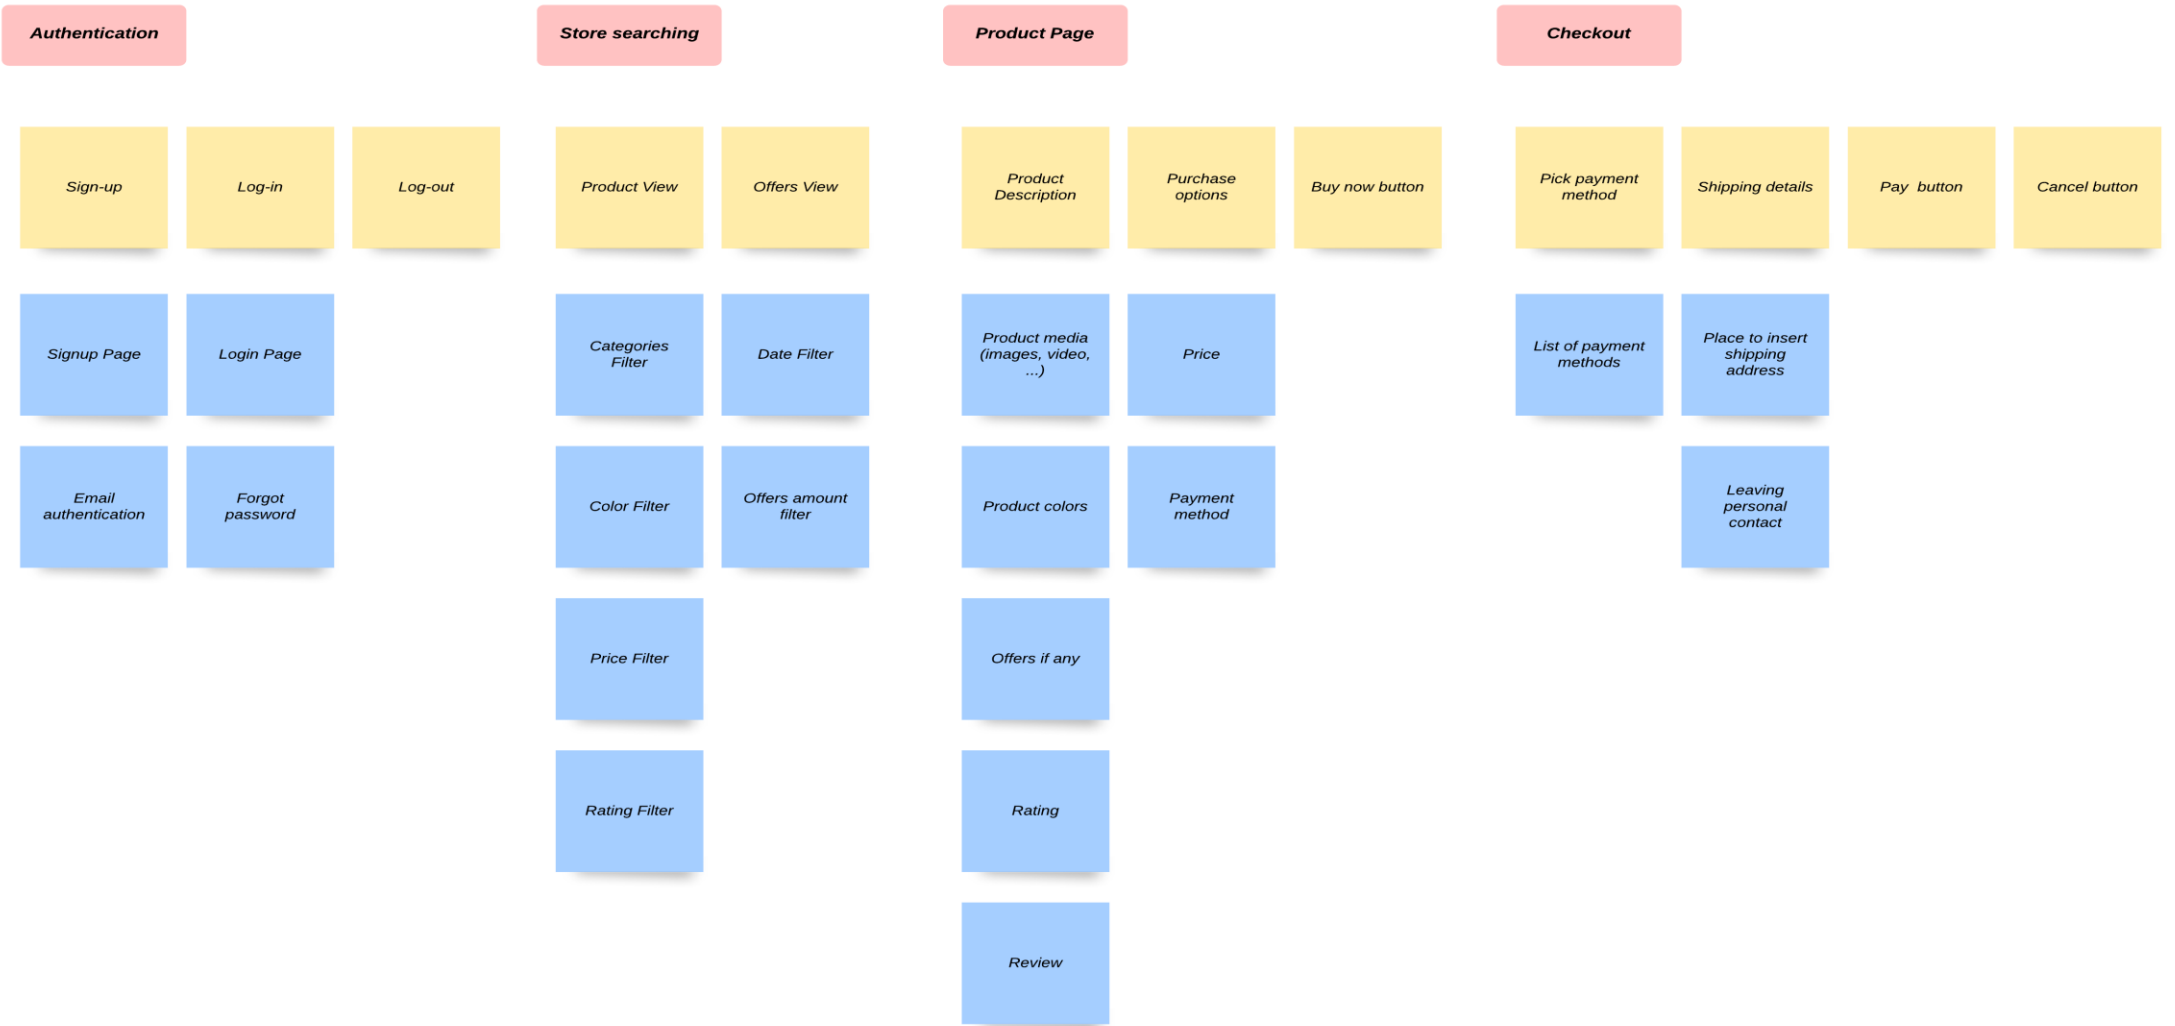 Authentication
Store searching
Product Page
Checkout
Sign-up
Log-in
Log-out
Product View
Offers View
Product
Description
Purchase
options
Buy now button
Pick payment
method
Shipping details
Pay  button
Cancel button
Signup Page
Login Page
Categories
Filter
Date Filter
Product media
(images, video,
...)
Price
List of payment
methods
Place to insert
shipping
address
Email
authentication
Forgot
password
Color Filter
Offers amount
filter
Product colors
Payment
method
Leaving
personal
contact
Price Filter
Offers if any
Rating Filter
Rating
Review